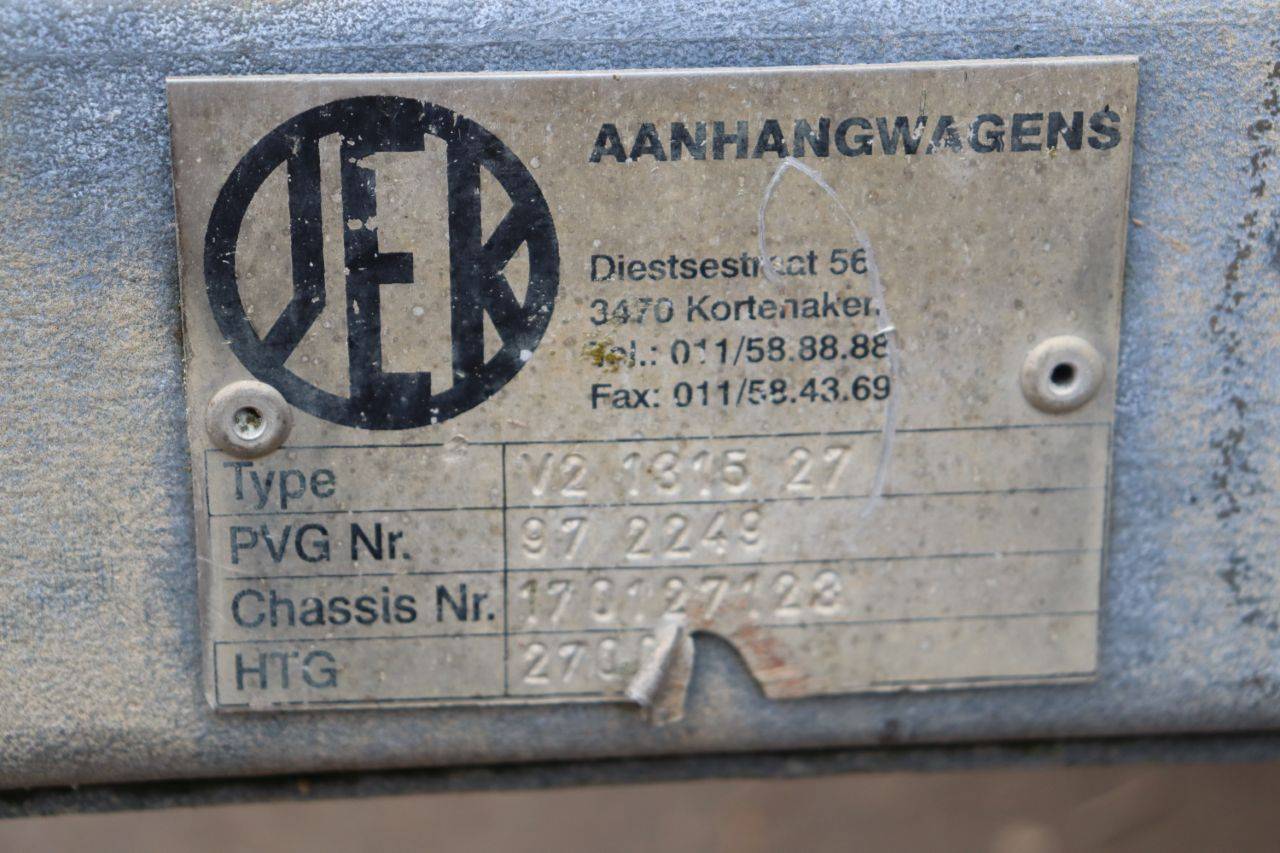 JEK
AANHANGWAGENS
Diestsestraat 56
3470 Kortenaken
Tel.: 011/58.88.88
Fax: 011/58.43.69
Type V2 1315 27
PVG Nr. 97 2249
Chassis Nr. 170127123
HTG